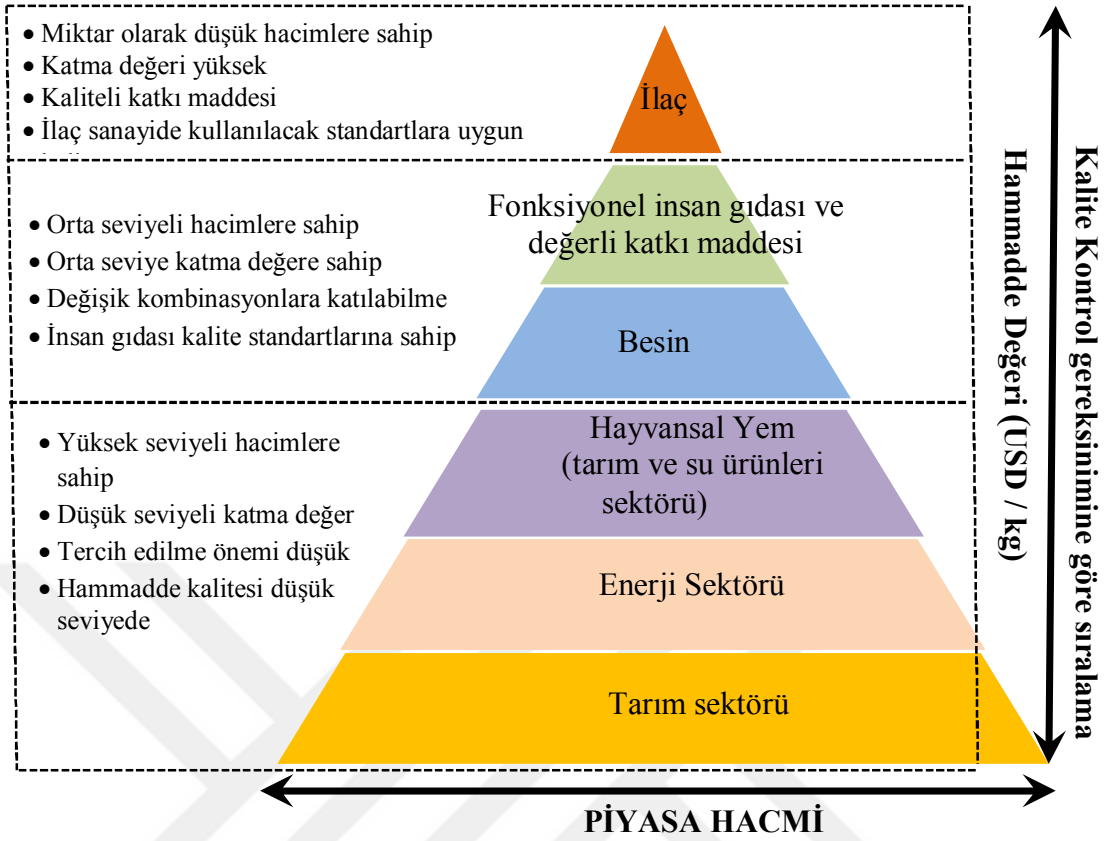 • Miktar olarak düşük hacimlere sahip
• Katma değeri yüksek
• Kaliteli katkı maddesi
• İlaç sanayide kullanılacak standartlara uygun
İlaç
• Orta seviyeli hacimlere sahip
• Orta seviye katma değere sahip
• Değişik kombinasyonlara katılabilme
• İnsan gıdası kalite standartlarına sahip
Fonksiyonel insan gıdası ve
değerli katkı maddesi
Besin
• Yüksek seviyeli hacimlere
sahip
• Düşük seviyeli katma değer
• Tercih edilme önemi düşük
• Hammadde kalitesi düşük
seviyede
Hayvansal Yem
(tarım ve su ürünleri
sektörü)
Enerji Sektörü
Tarım sektörü
Hammadde Değeri (USD / kg)
Kalite Kontrol gereksinimine göre sıralama
PİYASA HACMİ